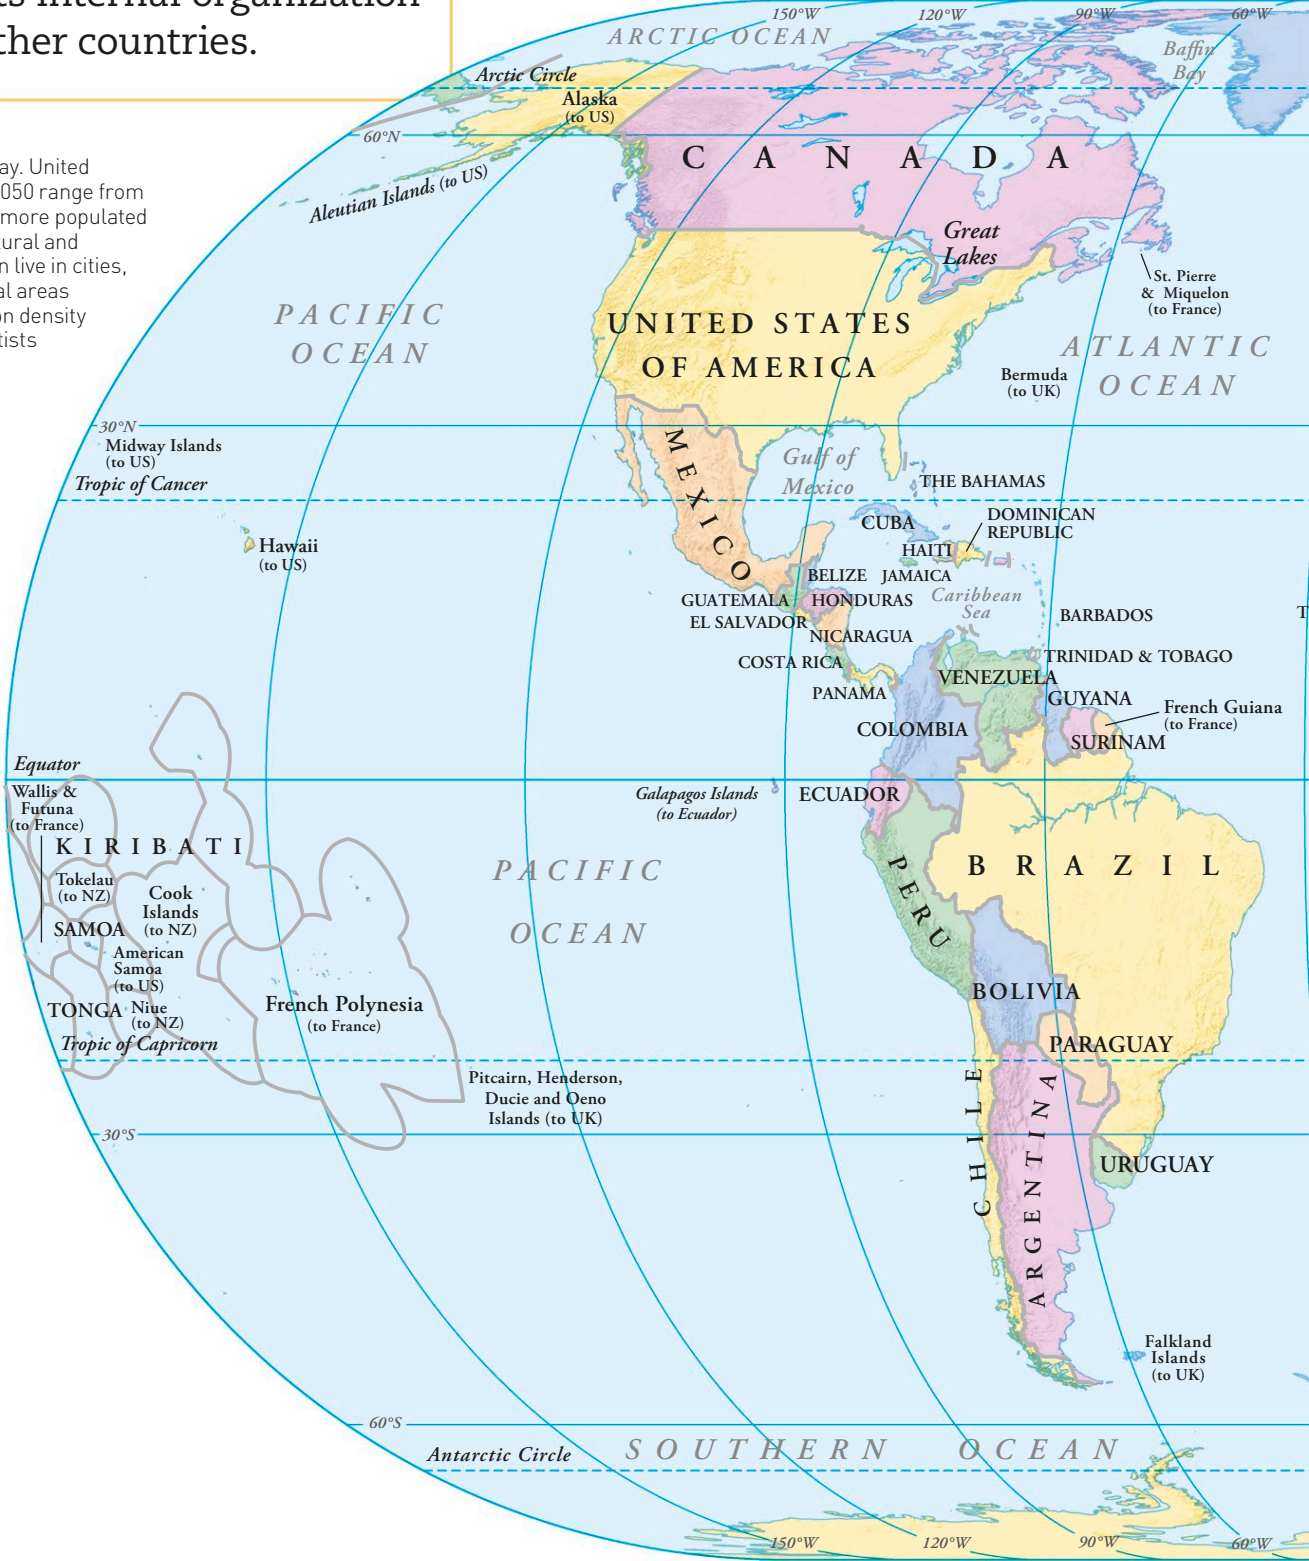 ts internal organization
ther countries.
ay. United
050 range from
more populated
tural and
n live in cities,
al areas
on density
tists
150°W
120°W
90°W
60°W
ARCTIC OCEAN
Baffin
Bay
Arctic Circle
Alaska
(to US)
60°N
CANADA
Aleutian Islands (to US)
Great
Lakes
St. Pierre
& Miquelon
(to France)
PACIFIC
OCEAN
UNITED STATES
OF AMERICA
ATLANTIC
OCEAN
Bermuda
(to UK)
30°N
Midway Islands
(to US)
Tropic of Cancer
MEXICO
Gulf of
Mexico
THE BAHAMAS
CUBA
DOMINICAN
REPUBLIC
HAITI
Hawaii
(to US)
BELIZE
JAMAICA
GUATEMALA
HONDURAS
Caribbean
Sea
EL SALVADOR
BARBADOS
T
NICARAGUA
COSTA RICA
TRINIDAD & TOBAGO
PANAMA
VENEZUELA
GUYANA
French Guiana
(to France)
COLOMBIA
SURINAM
Equator
Wallis &
Futuna
(to France)
Galapagos Islands
(to Ecuador)
ECUADOR
KIRIBATI
PACIFIC
OCEAN
PERU
BRAZIL
Tokelau
(to NZ)
Cook
Islands
(to NZ)
SAMOA
American
Samoa
(to US)
BOLIVIA
TONGA
Niue
(to NZ)
French Polynesia
(to France)
Tropic of Capricorn
PARAGUAY
Pitcairn, Henderson,
Ducie and Oeno
Islands (to UK)
CHILE
ARGENTINA
30°S
URUGUAY
Falkland
Islands
(to UK)
60°S
Antarctic Circle
SOUTHERN OCEAN
150°W
120°W
90°W
60°W